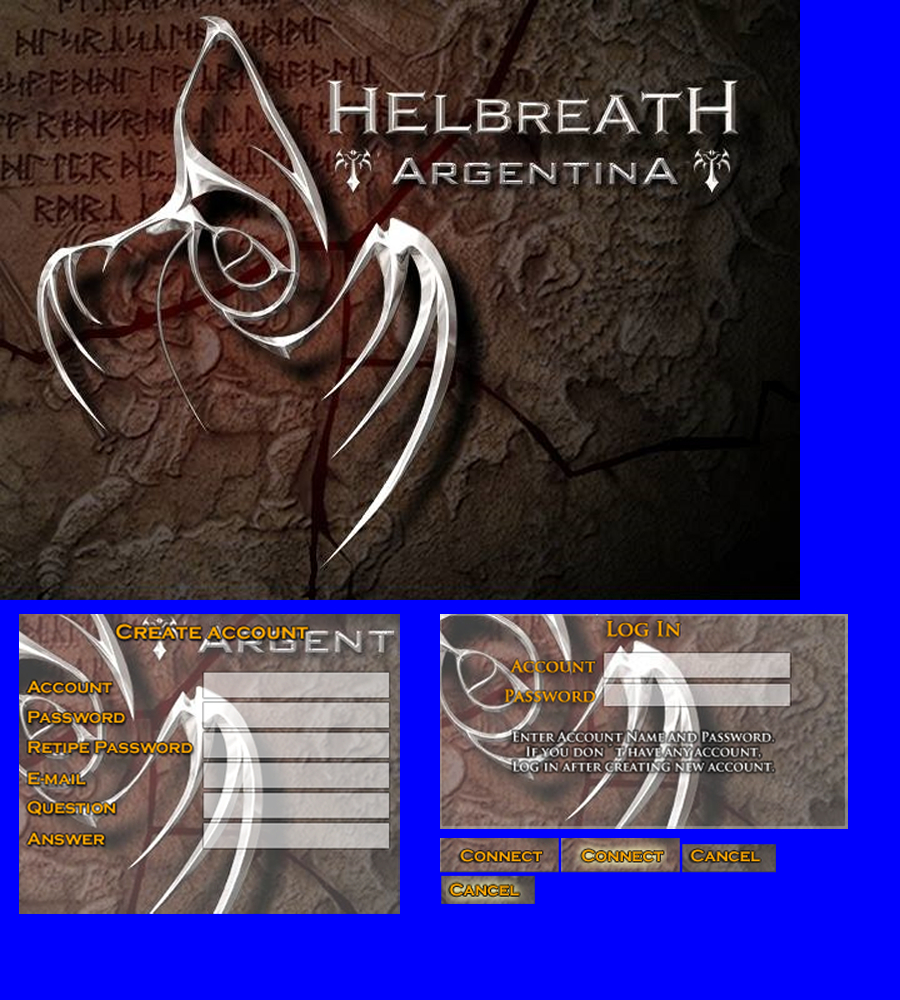 HELBREATH
ARGENTINA
CREATE ACCOUNT
ARGENT
ACCOUNT
PASSWORD
RETIPE PASSWORD
E-MAIL
QUESTION
ANSWER
LOG IN
ACCOUNT
PASSWORD
ENTER ACCOUNT NAME AND PASSWORD.
IF YOU DON´T HAVE ANY ACCOUNT,
LOG IN AFTER CREATING NEW ACCOUNT.
CONNECT
CONNECT
CANCEL
CANCEL